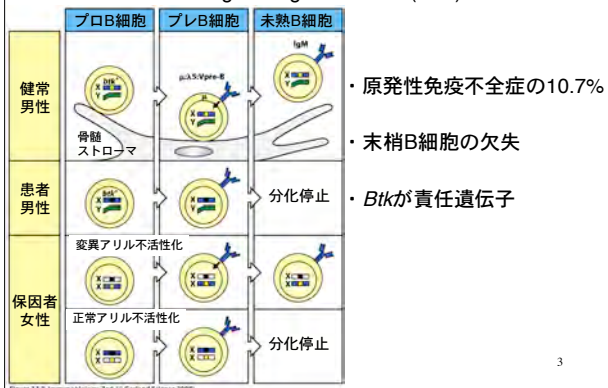 プロB細胞 プレB細胞 未熟B細胞
健常
男性
btk⁺
X
Y
μ:λ5:Vpre-B
μ
X
Y
IgM
X
Y
骨髄
ストローマ
患者
男性
X
Y
X
Y
分化停止
保因者
女性
変異アリル不活性化
X
X
X
X
X
X
正常アリル不活性化
X
X
X
X
分化停止
・原発性免疫不全症の10.7%
・末梢B細胞の欠失
・Btkが責任遺伝子
3